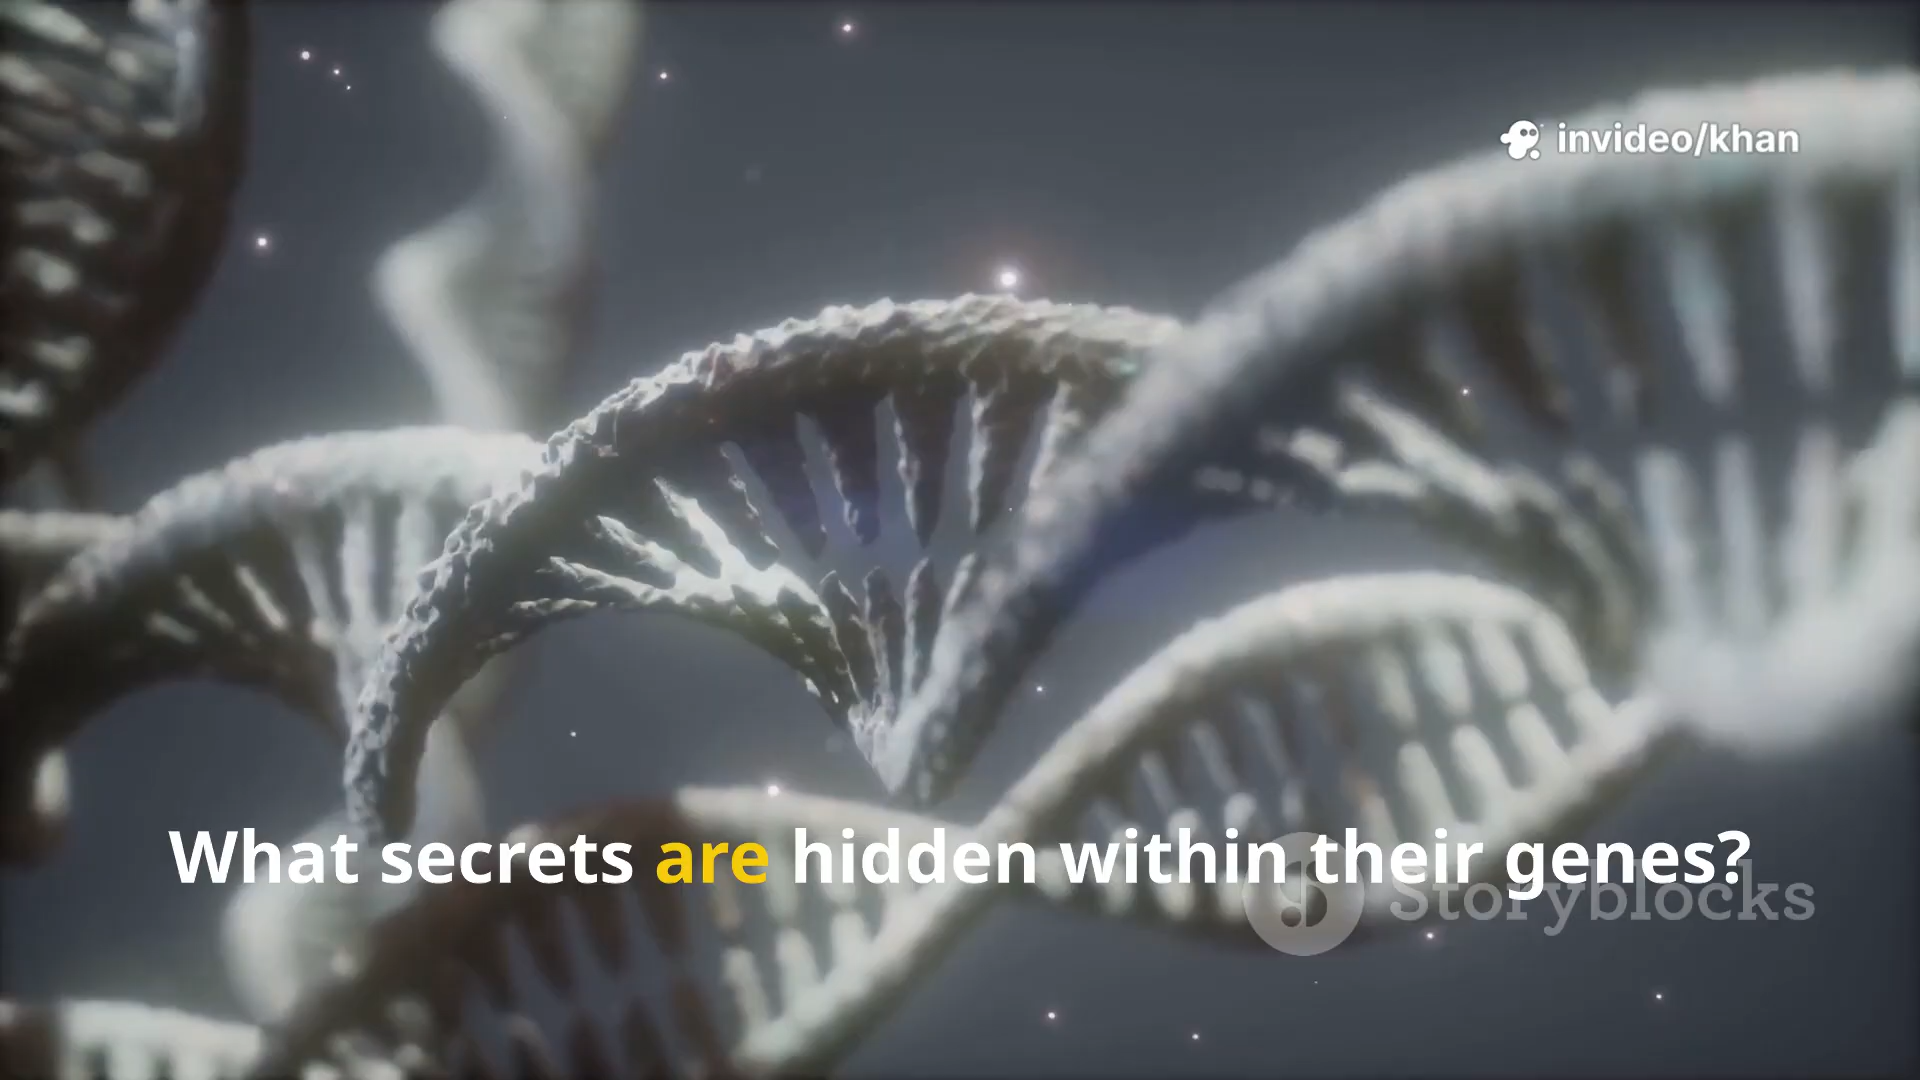 invideo/khan
What secrets are hidden within their genes?
Storyblocks